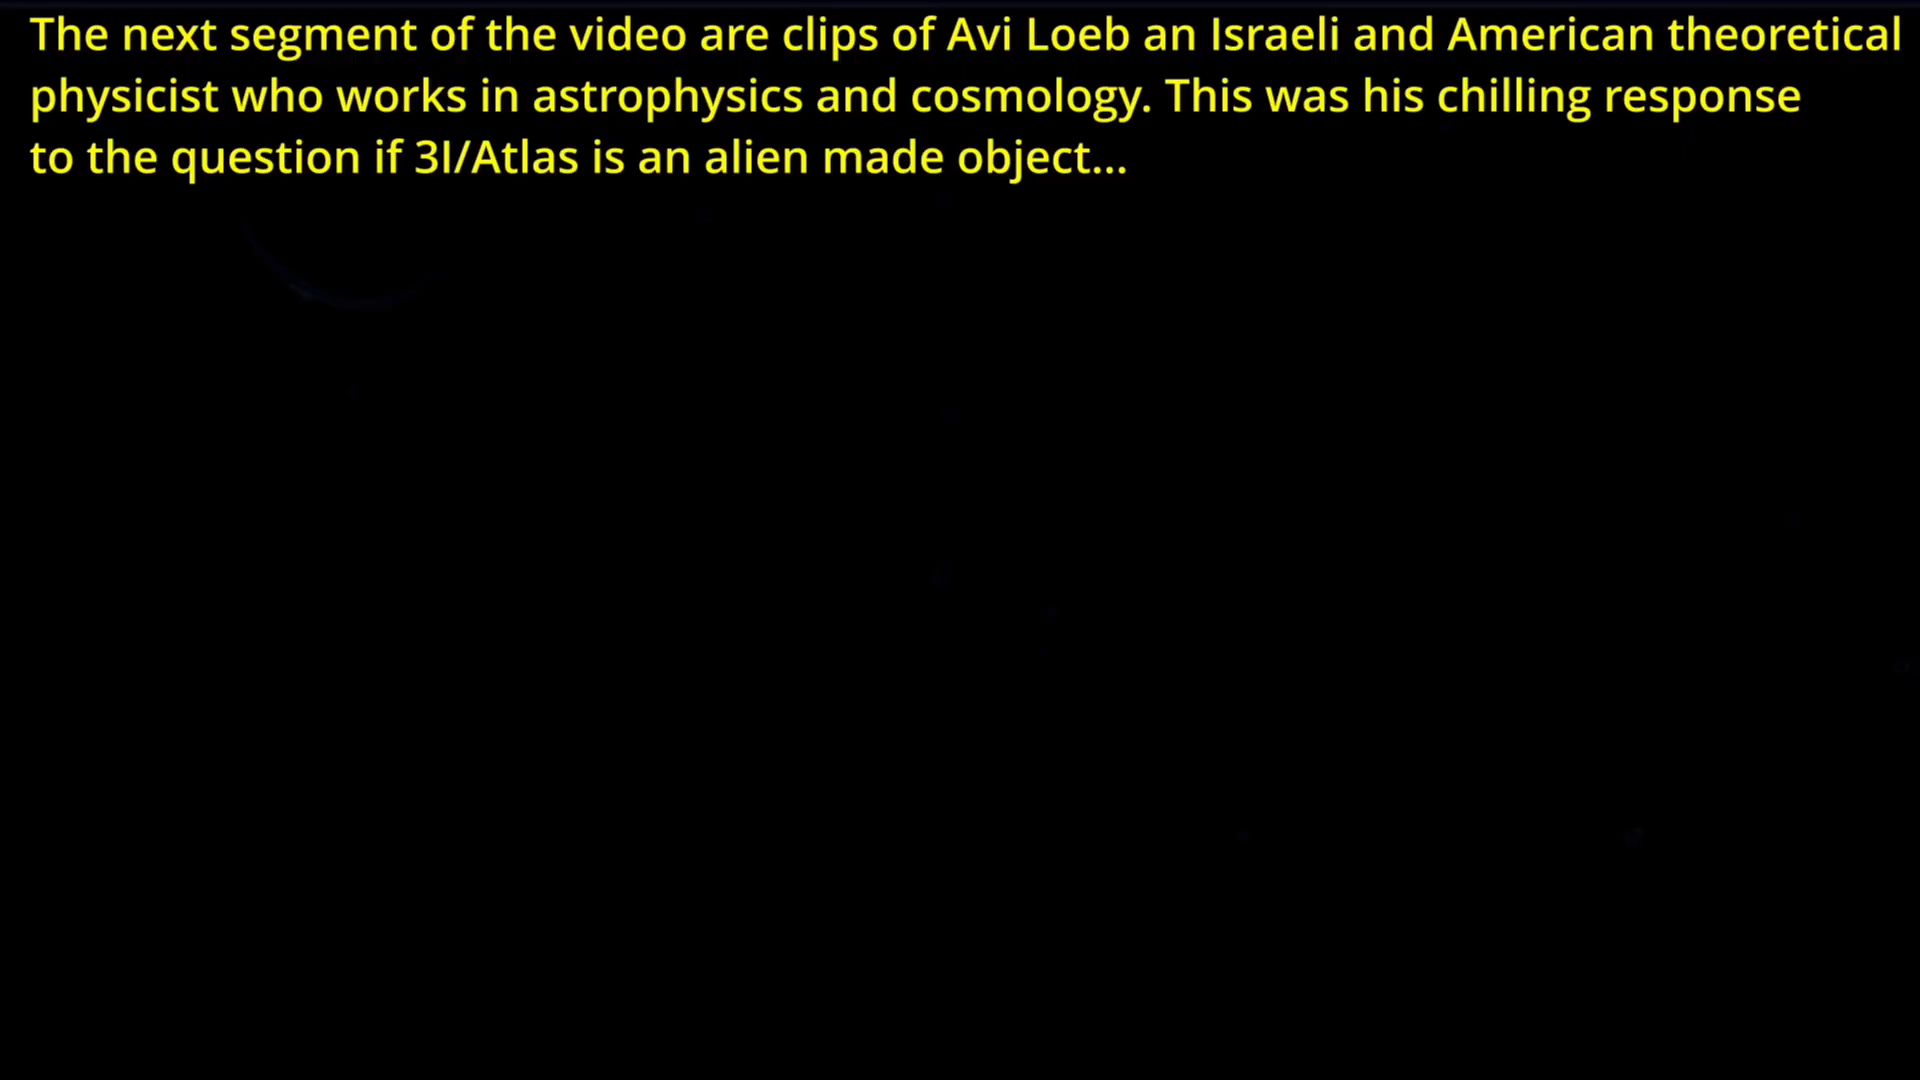 The next segment of the video are clips of Avi Loeb an Israeli and American theoretical
physicist who works in astrophysics and cosmology. This was his chilling response
to the question if 3I/Atlas is an alien made object...